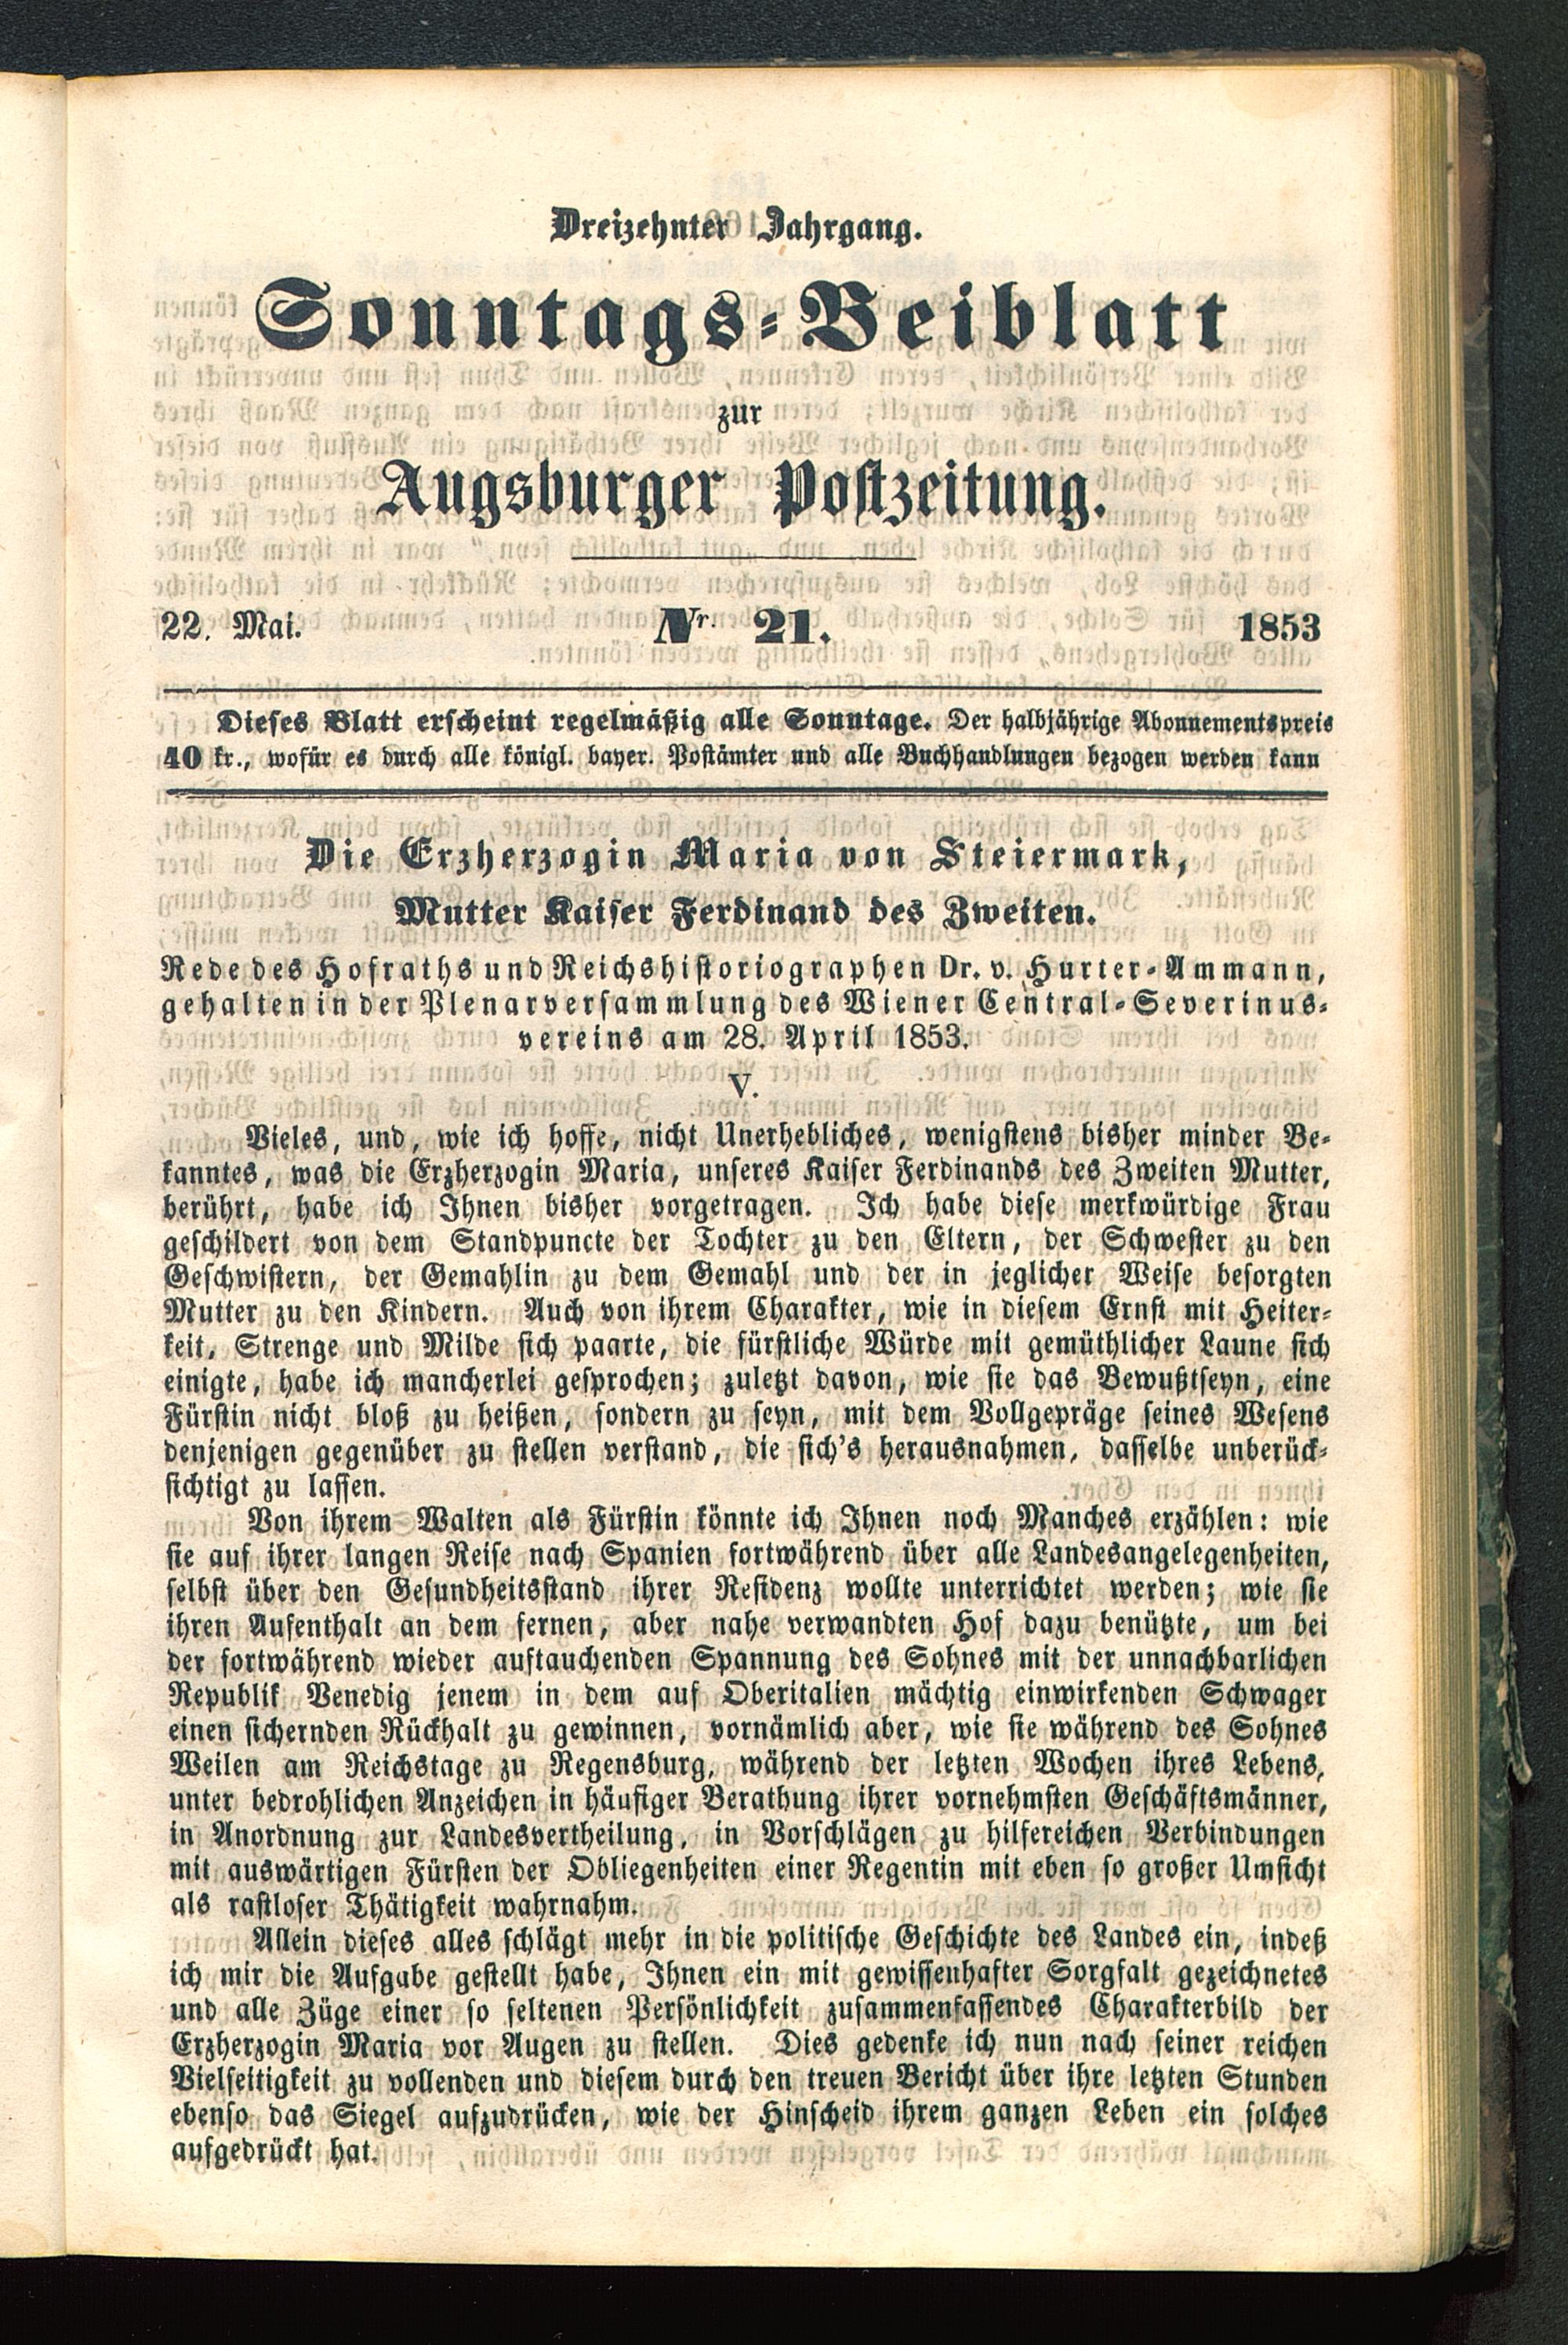 Dreizehnter Jahrgang.
Sonntags-Beiblatt
zur
Augsburger Postzeitung.
22. Mai. Nr. 21. 1853
Dieses Blatt erscheint regelmäßig alle Sonntage. Der halbjährige Abonnementspreis
40 kr., wofür es durch alle königl. bayer. Postämter und alle Buchhandlungen bezogen werden kann
Die Erzherzogin Maria von Steiermark,
Mutter Kaiser Ferdinand des Zweiten.
Rede des Hofraths und Reichshistoriographen Dr. v. Hurter-Ammann,
gehalten in der Plenarversammlung des Wiener Central-Severinus-
vereins am 28. April 1853.
V.
Vieles, und, wie ich hoffe, nicht Unerhebliches, wenigstens bisher minder Be-
kanntes, was die Erzherzogin Maria, unseres Kaiser Ferdinands des Zweiten Mutter,
berührt, habe ich Ihnen bisher vorgetragen. Ich habe diese merkwürdige Frau
geschildert von dem Standpuncte der Tochter zu den Eltern, der Schwester zu den
Geschwistern, der Gemahlin zu dem Gemahl und der in jeglicher Weise besorgten
Mutter zu den Kindern. Auch von ihrem Charakter, wie in diesem Ernst mit Heiter-
keit, Strenge und Milde sich paarte, die fürstliche Würde mit gemüthlicher Laune sich
einigte, habe ich mancherlei gesprochen; zuletzt davon, wie sie das Bewußtseyn, eine
Fürstin nicht bloß zu heißen, sondern zu seyn, mit dem Vollgepräge seines Wesens
denjenigen gegenüber zu stellen verstand, die sich's herausnahmen, dasselbe unberück-
sichtigt zu lassen.
Von ihrem Walten als Fürstin könnte ich Ihnen noch Manches erzählen: wie
sie auf ihrer langen Reise nach Spanien fortwährend über alle Landesangelegenheiten,
selbst über den Gesundheitsstand ihrer Residenz wollte unterrichtet werden; wie sie
ihren Aufenthalt an dem fernen, aber nahe verwandten Hof dazu benützte, um bei
der fortwährend wieder auftauchenden Spannung des Sohnes mit der unnachbarlichen
Republik Venedig jenem in dem auf Oberitalien mächtig einwirkenden Schwager
einen sichernden Rückhalt zu gewinnen, vornämlich aber, wie sie während des Sohnes
Weilen am Reichstage zu Regensburg, während der letzten Wochen ihres Lebens,
unter bedrohlichen Anzeichen in häufiger Berathung ihrer vornehmsten Geschäftsmänner,
in Anordnung zur Landesvertheilung, in Vorschlägen zu hilfereichen Verbindungen
mit auswärtigen Fürsten der Obliegenheiten einer Regentin mit eben so großer Umsicht
als rastloser Thätigkeit wahrnahm.
Allein dieses alles schlägt mehr in die politische Geschichte des Landes ein, indeß
ich mir die Aufgabe gestellt habe, Ihnen ein mit gewissenhafter Sorgfalt gezeichnetes
und alle Züge einer so seltenen Persönlichkeit zusammenfassendes Charakterbild der
Erzherzogin Maria vor Augen zu stellen. Dies gedenke ich nun nach seiner reichen
Vielseitigkeit zu vollenden und diesem durch den treuen Bericht über ihre letzten Stunden
ebenso das Siegel aufzudrücken, wie der Hinscheid ihrem ganzen Leben ein solches
aufgedrückt hat.